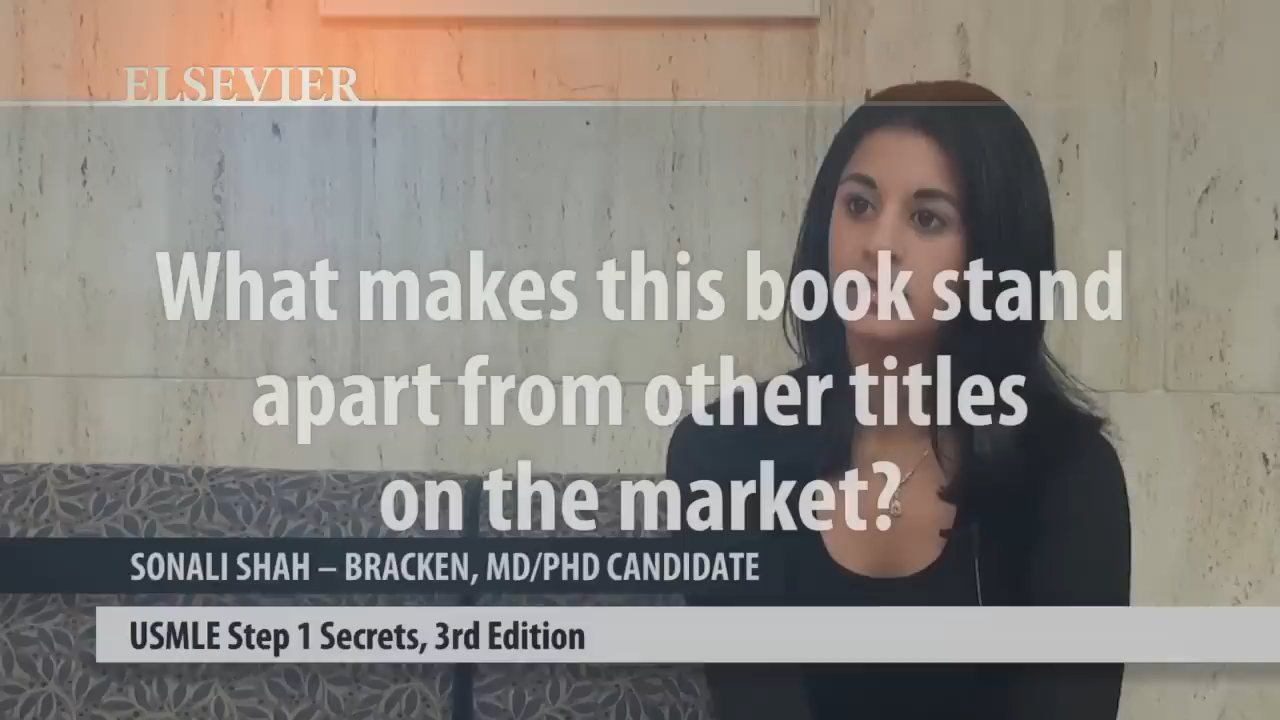 ELSEVIER
What makes this book stand
apart from other titles
on the market?
SONALI SHAH – BRACKEN, MD/PHD CANDIDATE
USMLE Step 1 Secrets, 3rd Edition